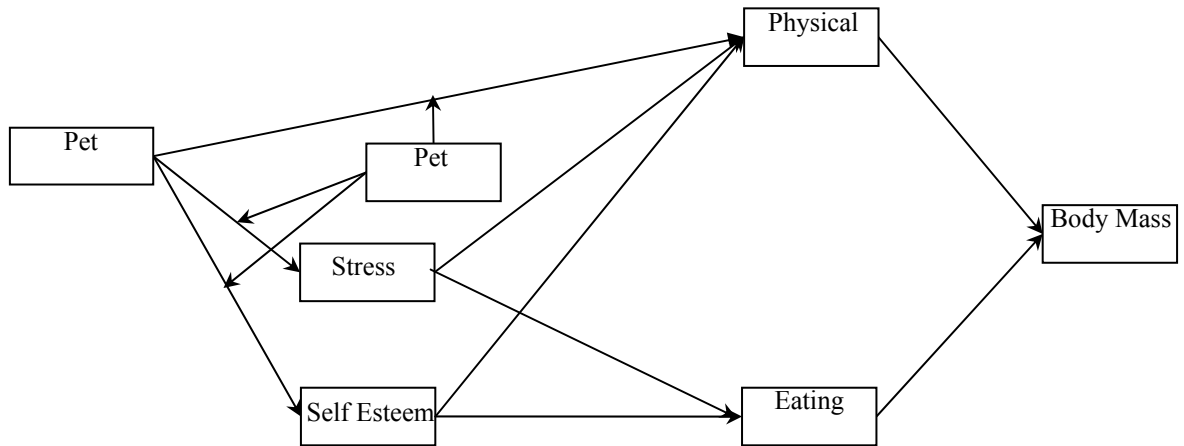 Physical
Pet
Pet
Body Mass
Stress
Self Esteem
Eating